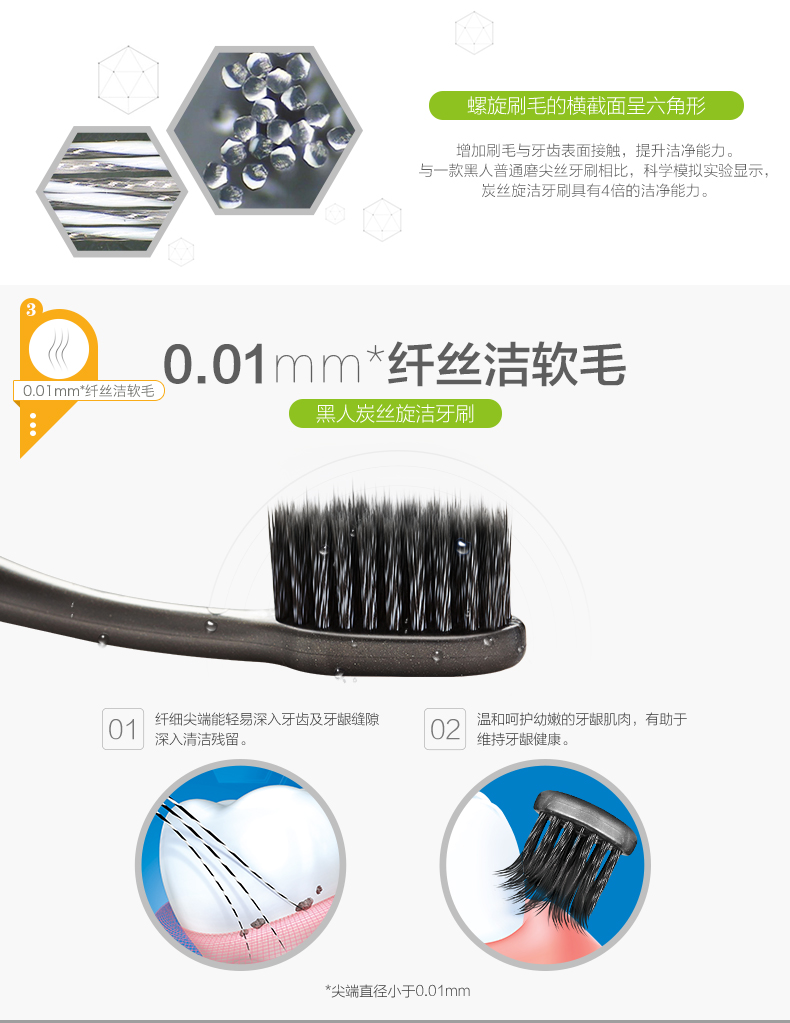 螺旋刷毛的横截面呈六角形
增加刷毛与牙齿表面接触，提升洁净能力。
与一款黑人普通磨尖丝牙刷相比，科学模拟实验显示，
炭丝旋洁牙刷具有4倍的洁净能力。
3
0.01mm*纤丝洁软毛
0.01mm*纤丝洁软毛
黑人炭丝旋洁牙刷
01
纤细尖端能轻易深入牙齿及牙龈缝隙
深入清洁残留。
02
温和呵护幼嫩的牙龈肌肉，有助于
维持牙龈健康。
*尖端直径小于0.01mm